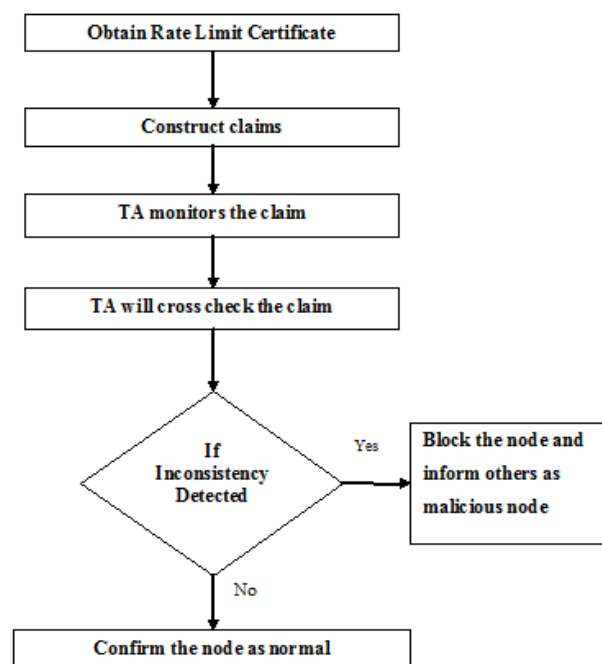 Obtain Rate Limit Certificate
Construct claims
TA monitors the claim
TA will cross check the claim
If
Inconsistency
Detected
Yes
Block the node and
inform others as
malicious node
No
Confirm the node as normal